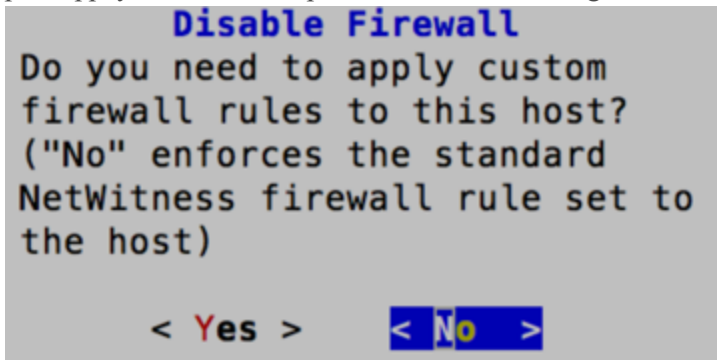 Disable Firewall
Do you need to apply custom
firewall rules to this host?
("No" enforces the standard
NetWitness firewall rule set to
the host)
< Yes > < No >